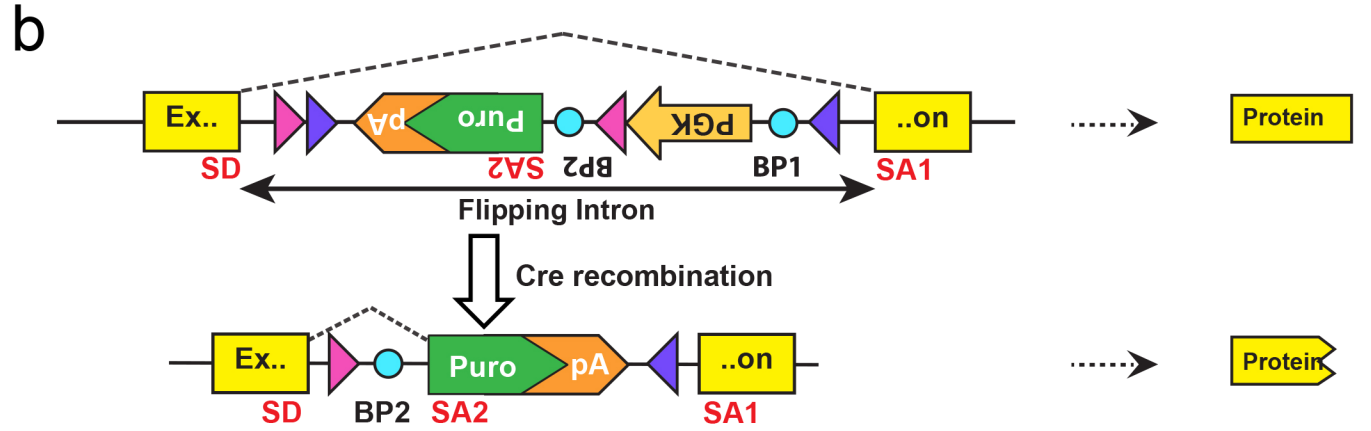 b
Ex..
pA
Puro
PGK
..on
Protein
SD
SA2
BP2
BP1
SA1
Flipping Intron
Cre recombination
Ex..
Puro
pA
..on
Protein
SD
BP2
SA2
SA1